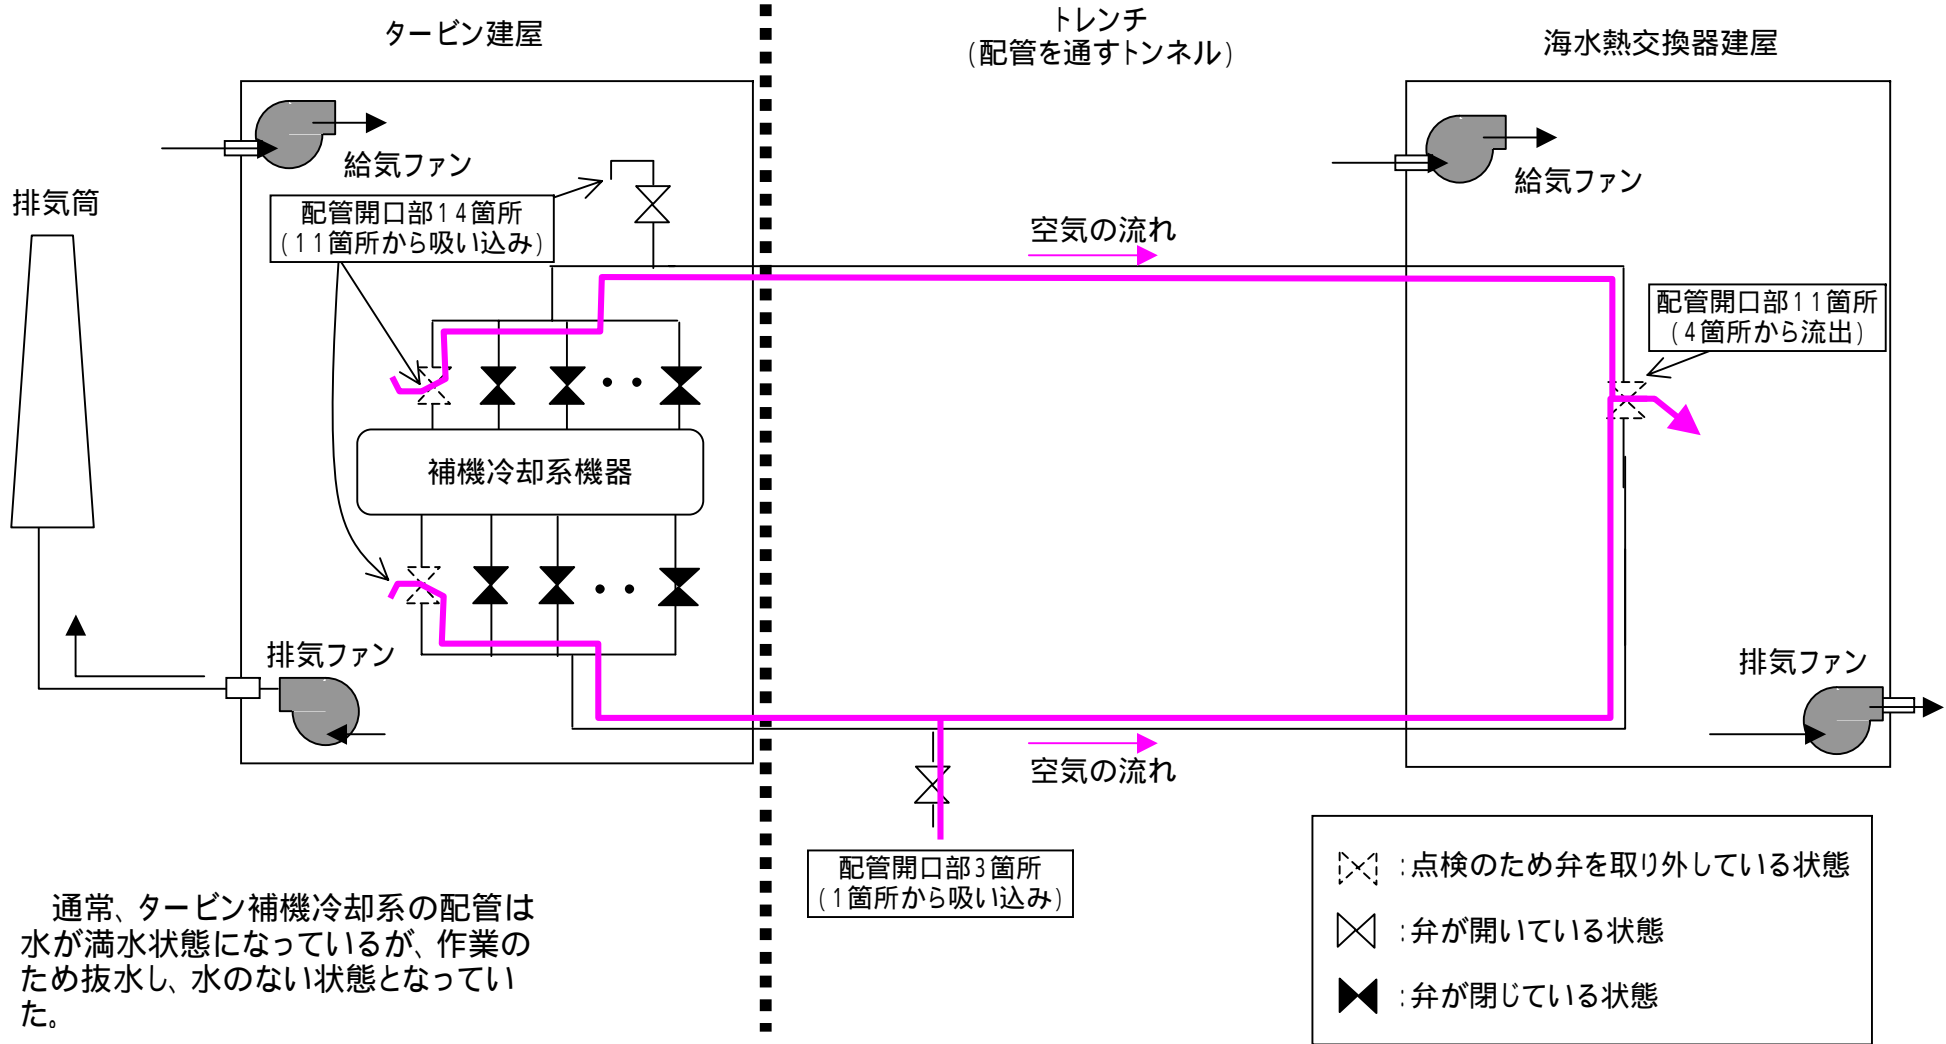 タービン建屋
トレンチ
(配管を通すトンネル)
海水熱交換器建屋
給気ファン
給気ファン
排気筒
配管開口部14箇所
(11箇所から吸い込み)
空気の流れ
配管開口部11箇所
(4箇所から流出)
補機冷却系機器
排気ファン
排気ファン
空気の流れ
配管開口部3箇所
(1箇所から吸い込み)
:点検のため弁を取り外している状態
:弁が開いている状態
:弁が閉じている状態
通常、タービン補機冷却系の配管は
水が満水状態になっているが、作業の
ため抜水し、水のない状態となってい
た。